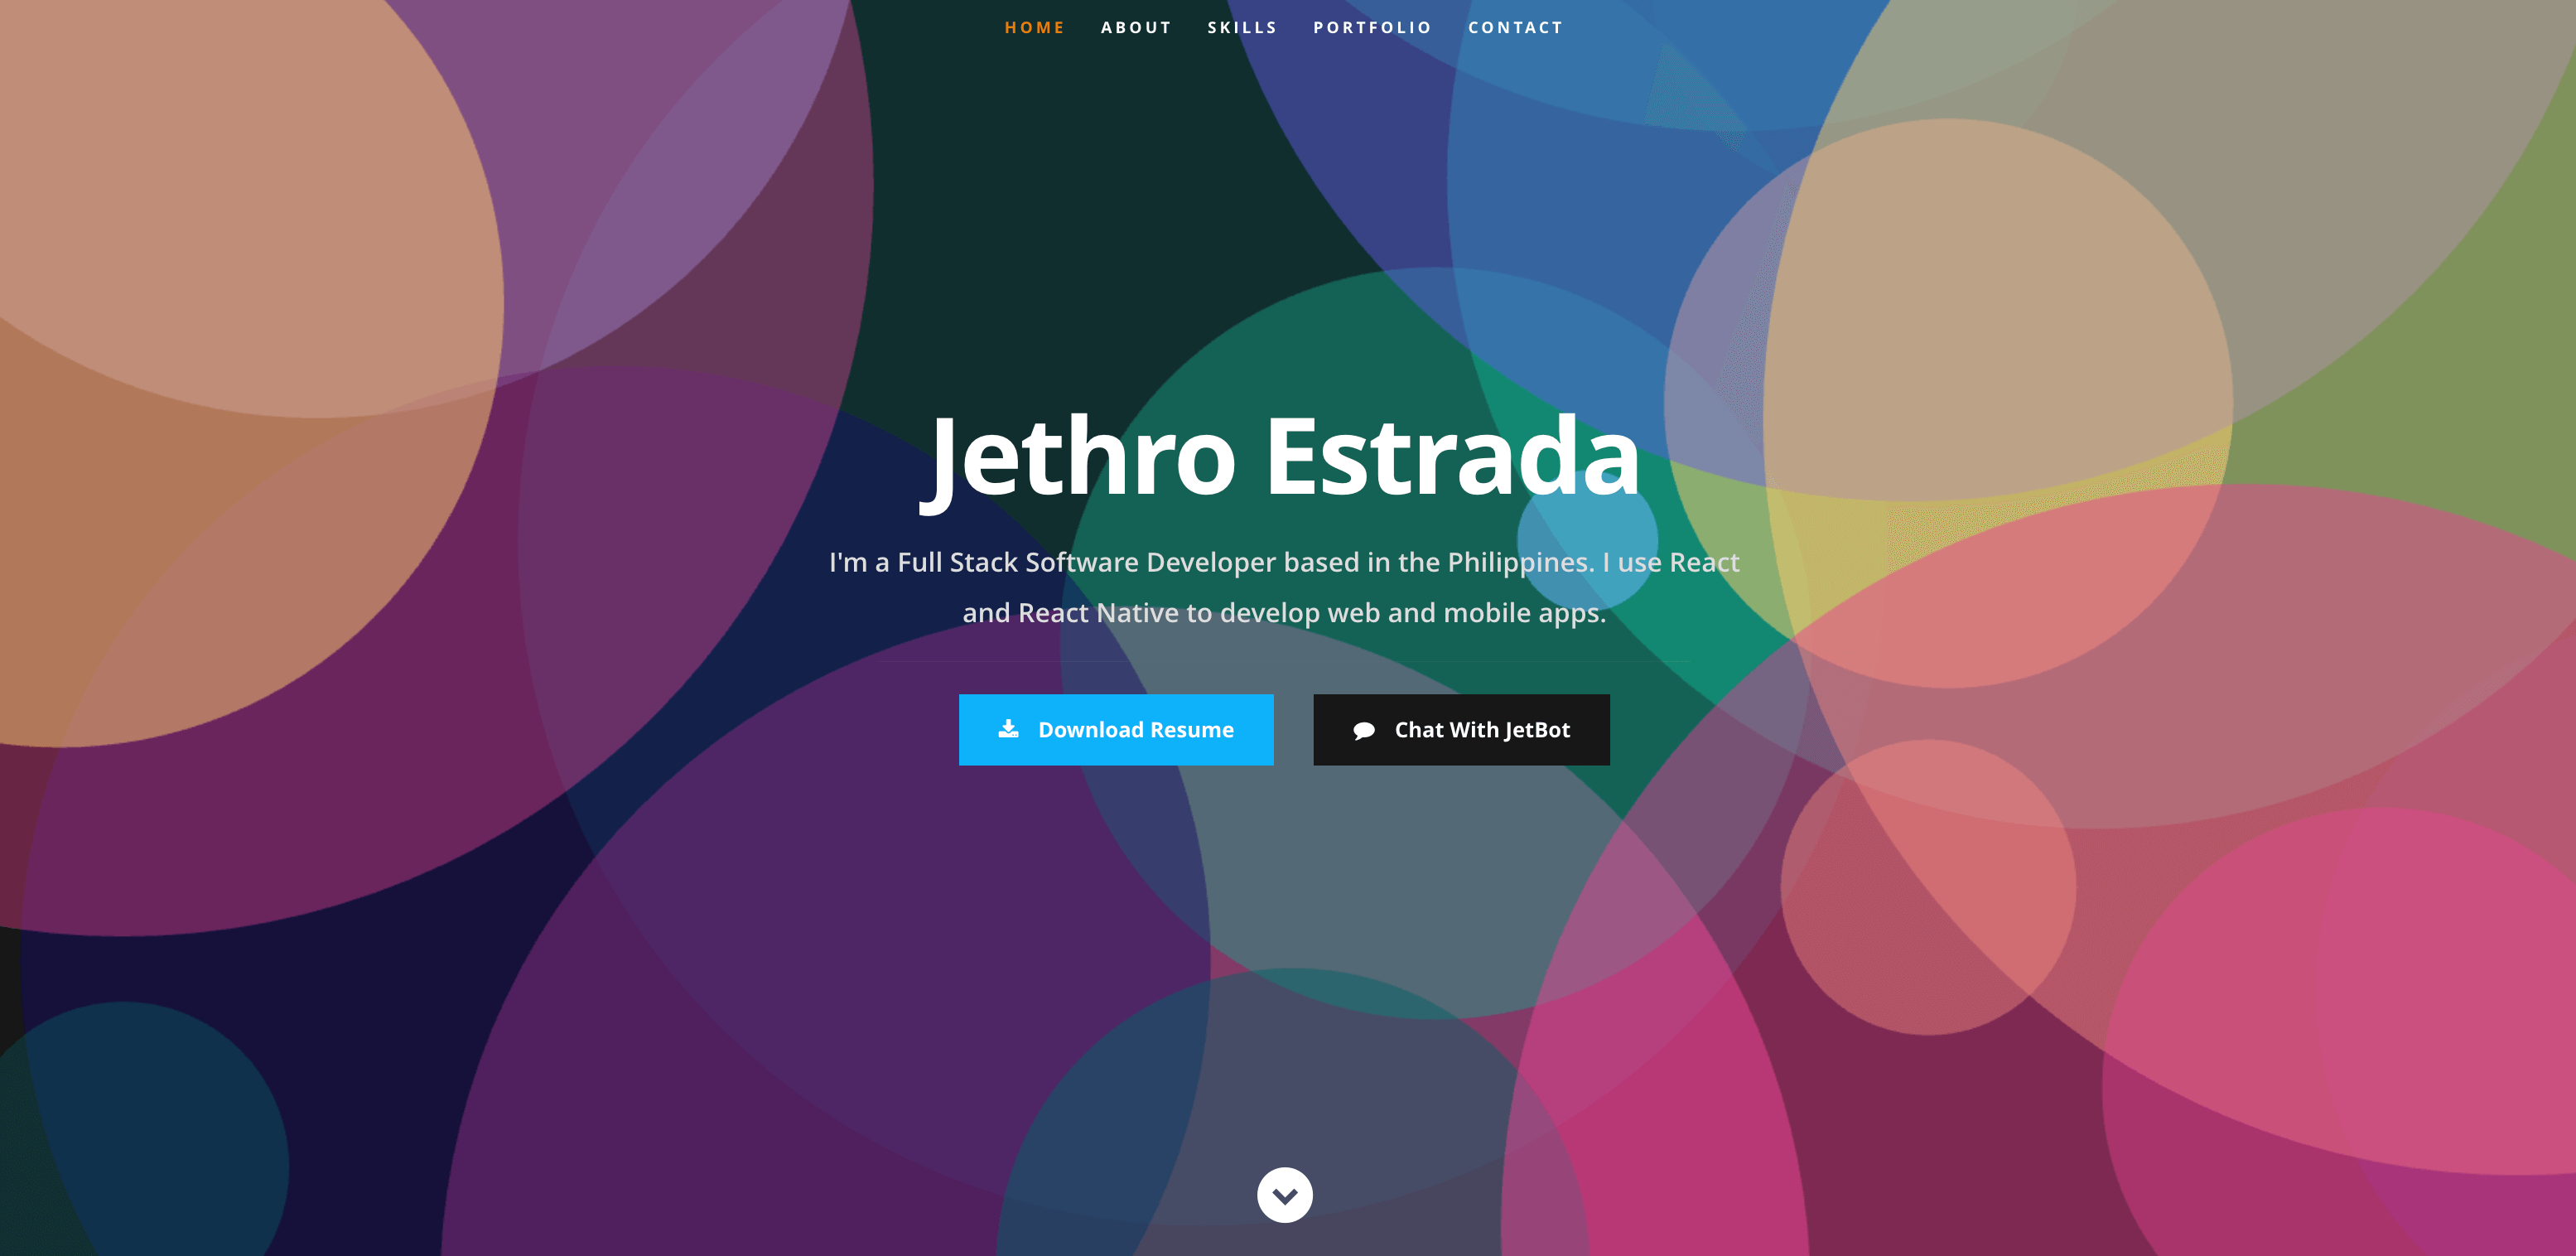 HOME ABOUT SKILLS PORTFOLIO CONTACT
Jethro Estrada
I'm a Full Stack Software Developer based in the Philippines. I use React
and React Native to develop web and mobile apps.
Download Resume Chat With JetBot